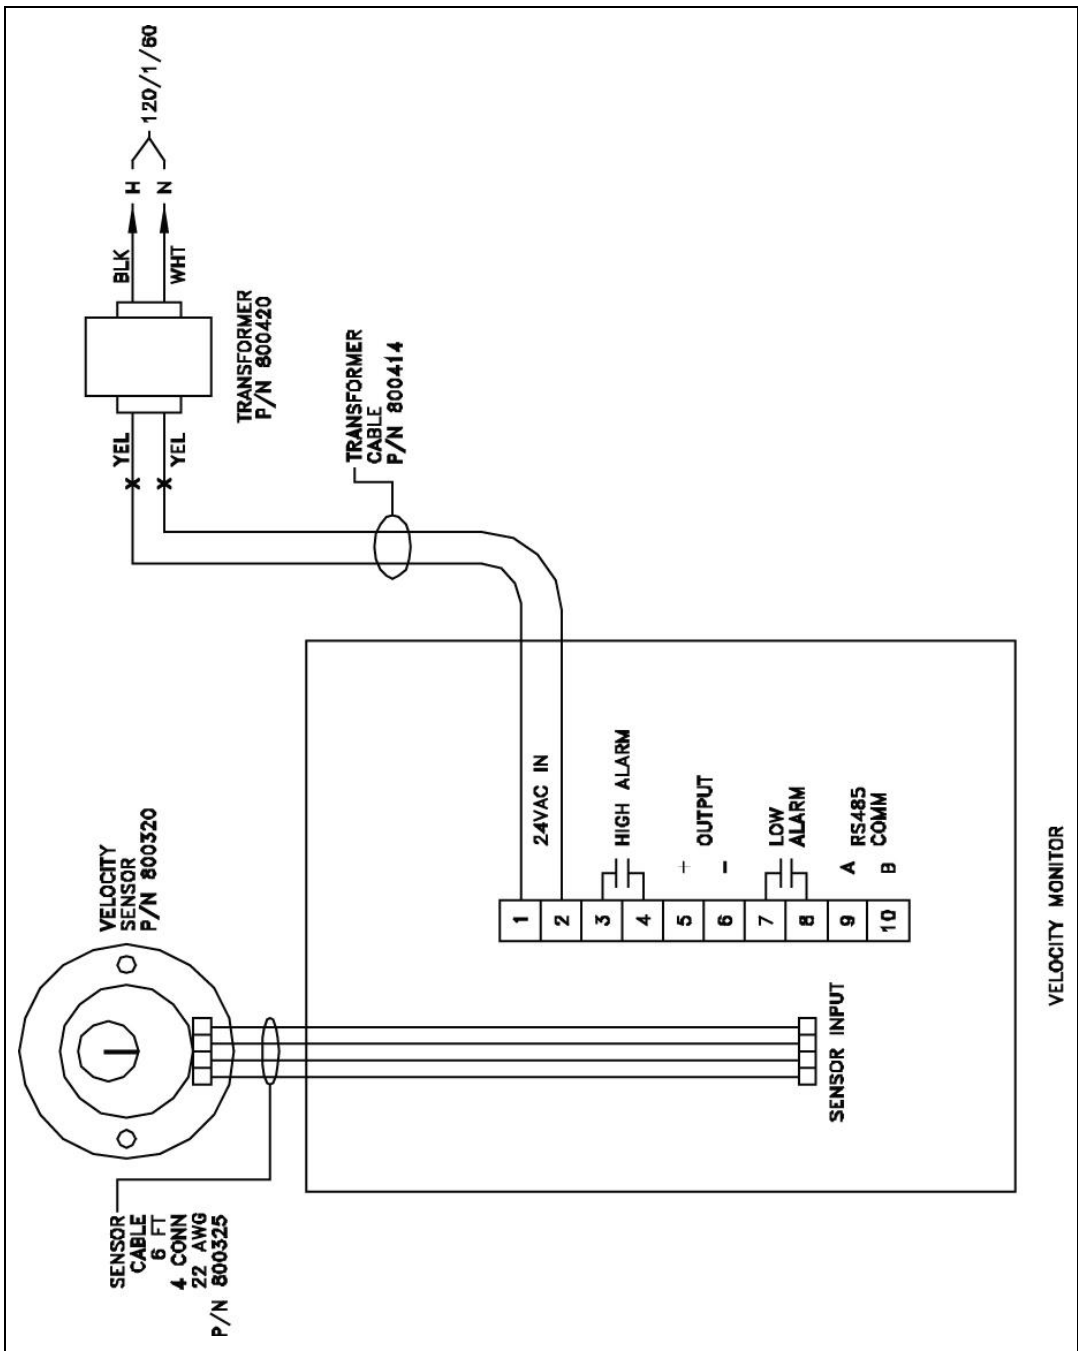 SENSOR
CABLE
6 FT
4 CONN
22 AWG
P/N 800325
VELOCITY
SENSOR
P/N 800320
TRANSFORMER
P/N 800420
YEL
YEL
BLK
WHT
H
N
120/1/60
TRANSFORMER
CABLE
P/N 800414
SENSOR INPUT
1
2
3
4
5
6
7
8
9
10
24VAC IN
HIGH ALARM
+
OUTPUT
-
LOW
ALARM
A
RS485
COMM
B
VELOCITY MONITOR